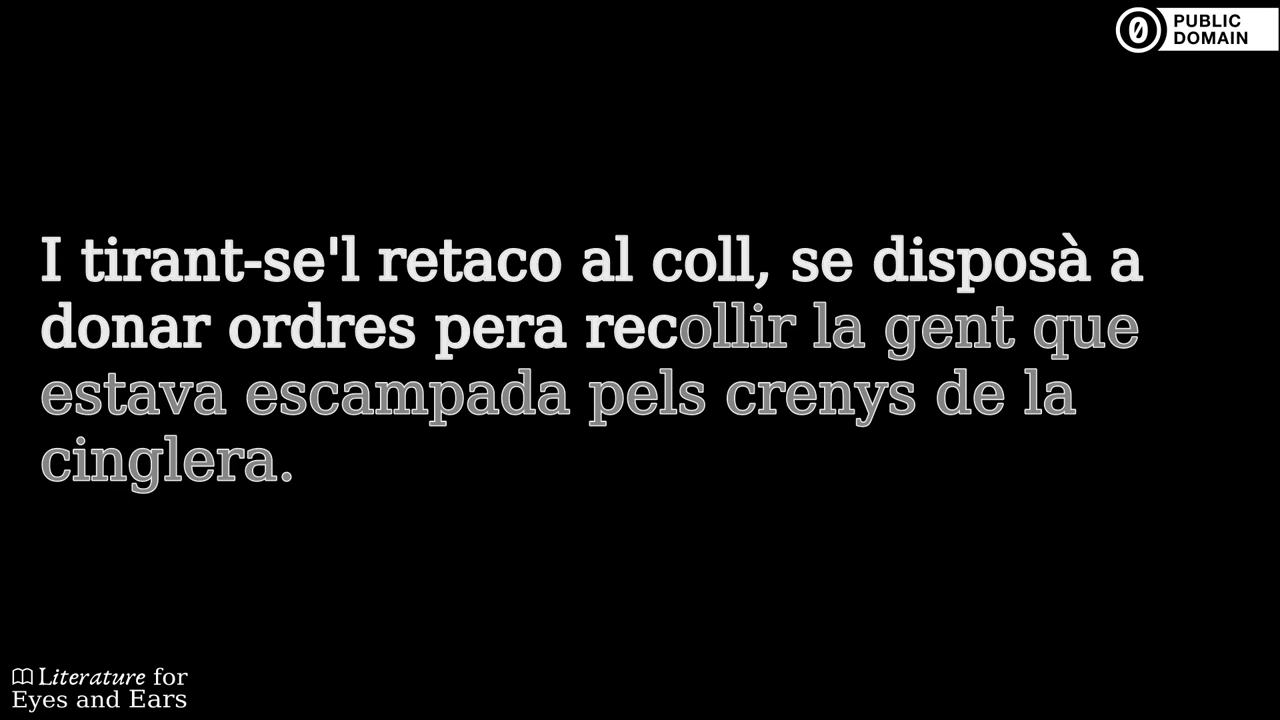 PUBLIC
DOMAIN
I tirant-se'l retaco al coll, se disposà a
donar ordres pera recollir la gent que
estava escampada pels crenys de la
cinglera.
Literature for
Eyes and Ears